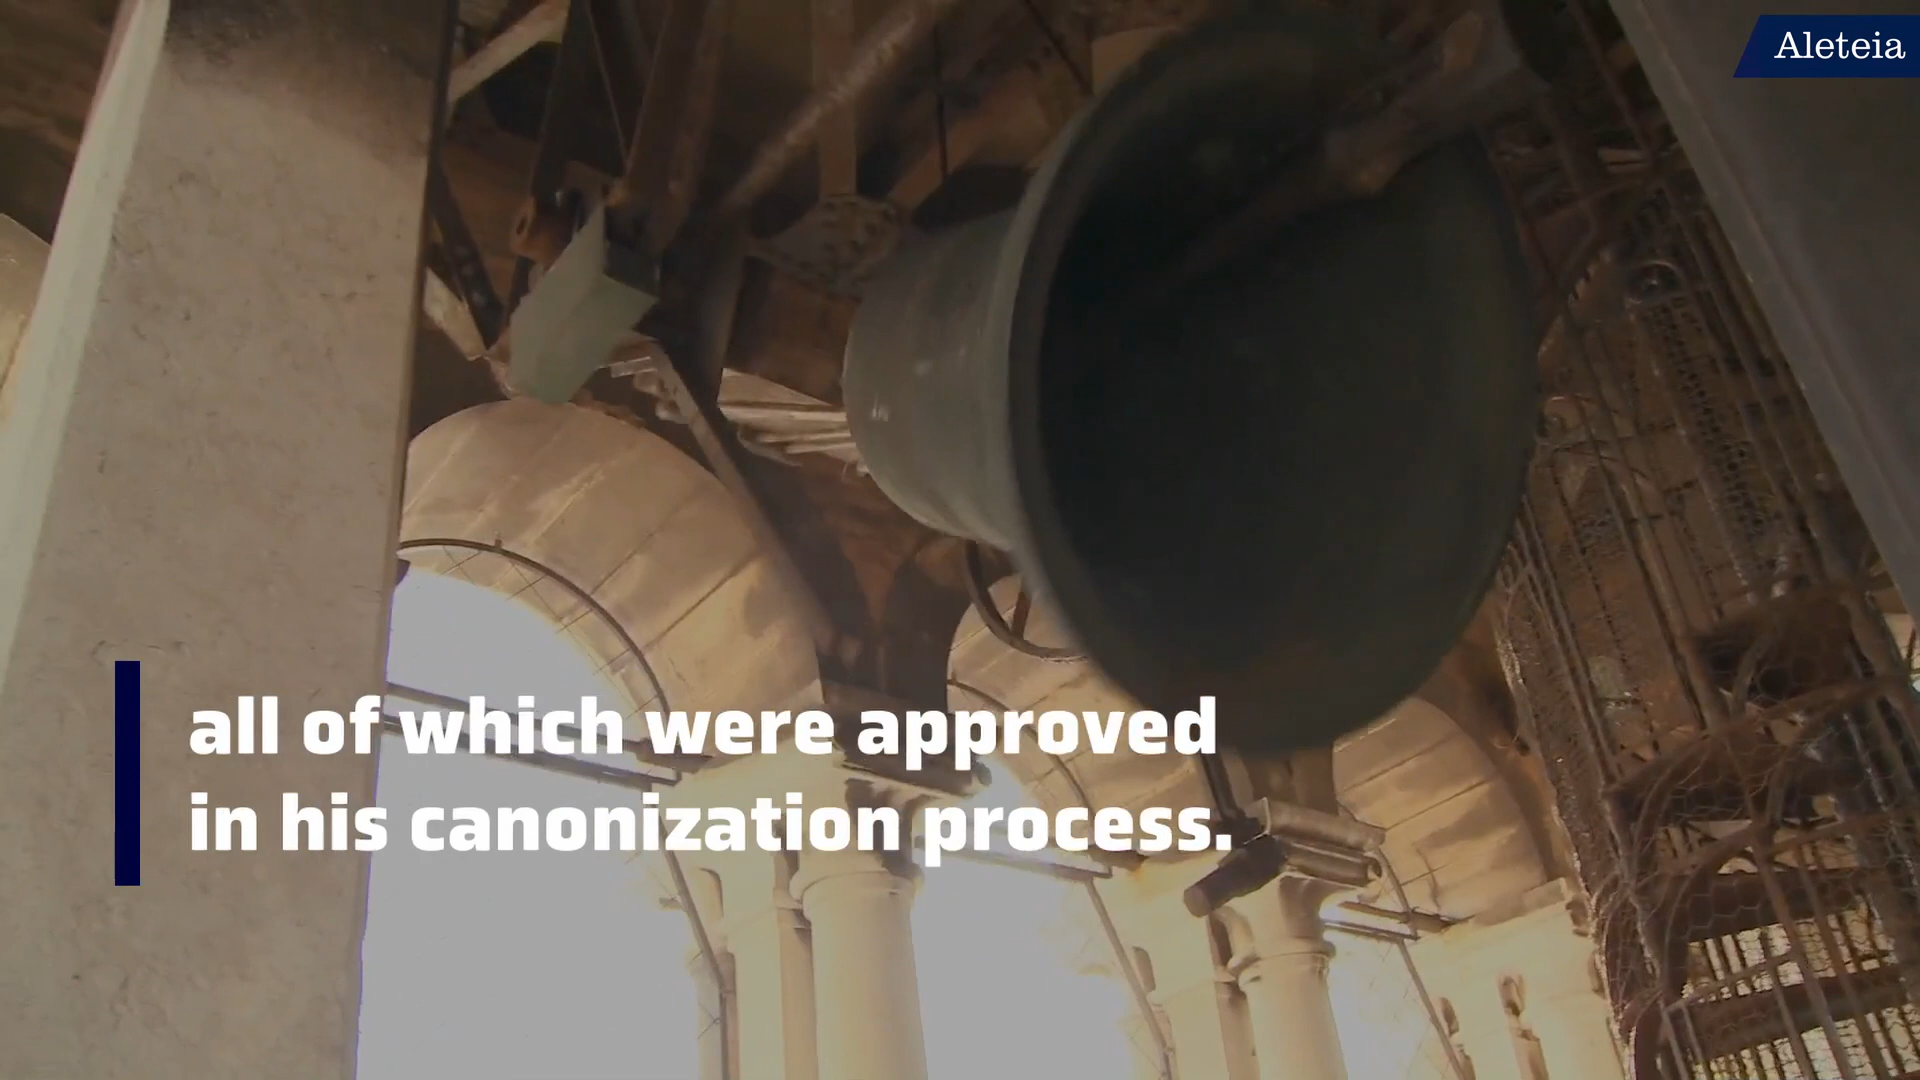 Aleteia
all of which were approved
in his canonization process.